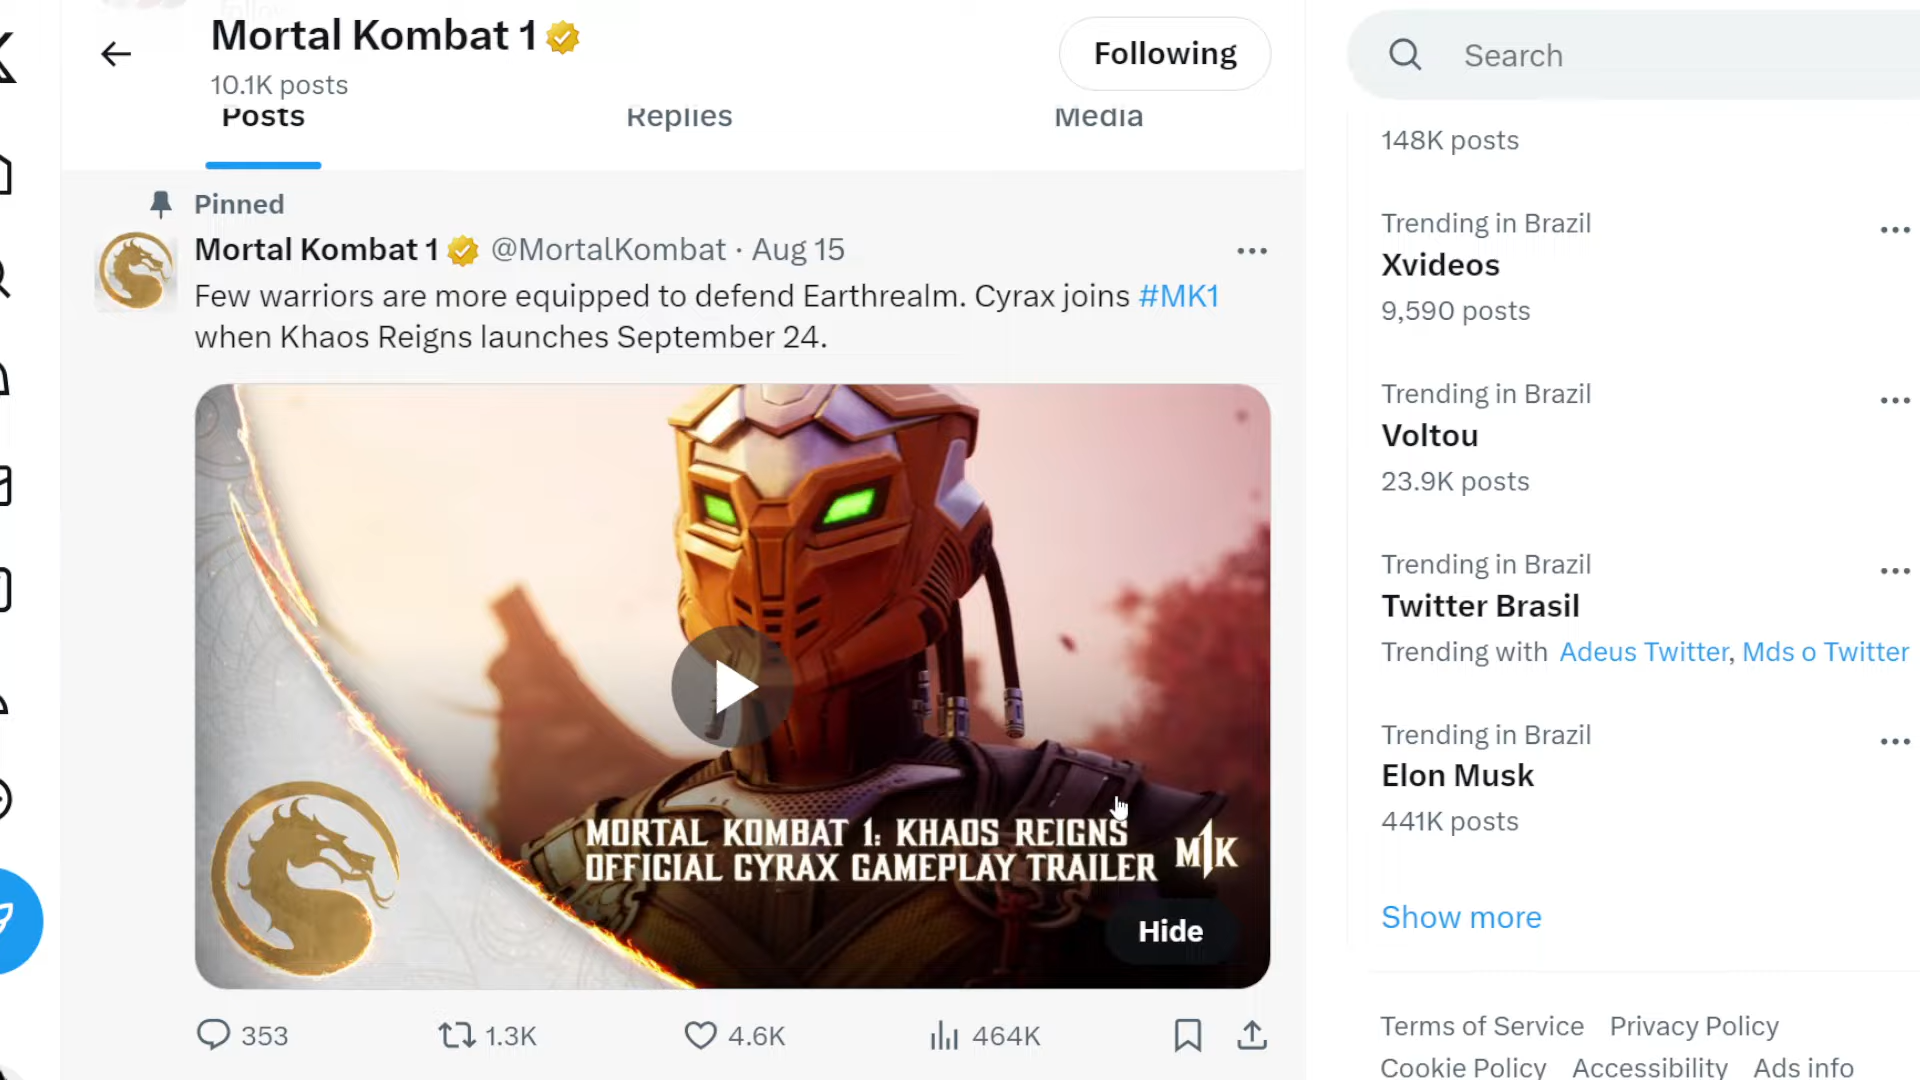 Mortal Kombat 1
10.1K posts
Following
Posts
Replies
Media
Pinned
Mortal Kombat 1 @MortalKombat · Aug 15
Few warriors are more equipped to defend Earthrealm. Cyrax joins #MK1
when Khaos Reigns launches September 24.
MORTAL KOMBAT 1: KHAOS REIGNS
OFFICIAL CYRAX GAMEPLAY TRAILER
MK1
Hide
353
1.3K
4.6K
464K
Search
148K posts
Trending in Brazil
Xvideos
9,590 posts
Trending in Brazil
Voltou
23.9K posts
Trending in Brazil
Twitter Brasil
Trending with Adeus Twitter, Mds o Twitter
Trending in Brazil
Elon Musk
441K posts
Show more
Terms of Service Privacy Policy
Cookie Policy Accessibility Ads info